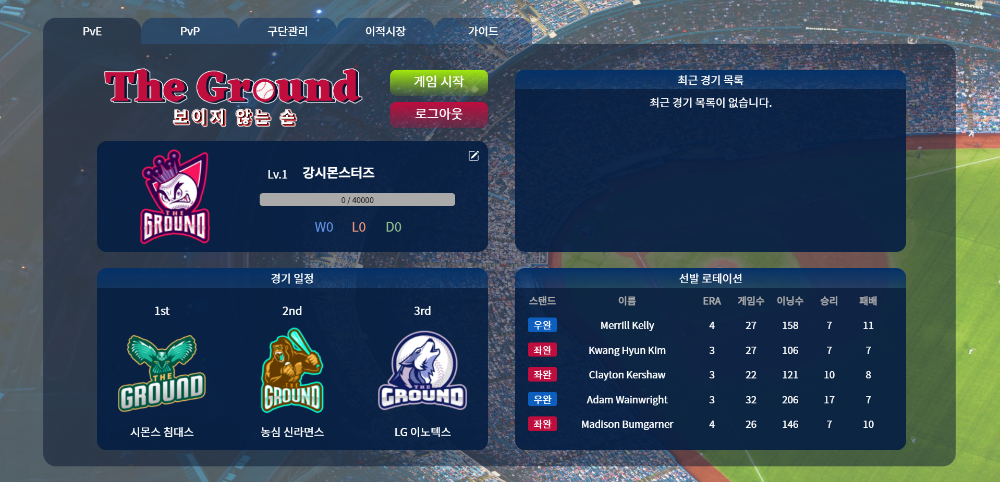 sonnet
PvE
PvP
구단관리
이적시장
가이드
The Ground
보이지 않는 손
게임 시작
로그아웃
최근 경기 목록
최근 경기 목록이 없습니다.
THE
GROUND
Lv.1 강시몬스터즈
0 / 40000
W0 L0 D0
경기 일정
1st 2nd 3rd
THE
GROUND
THE
GROUND
THE
GROUND
시몬스 침대스 농심 신라면스 LG 이노텍스
선발 로테이션
스탠드 이름 ERA 게임수 이닝수 승리 패배
우완 Merrill Kelly 4 27 158 7 11
좌완 Kwang Hyun Kim 3 27 106 7 7
좌완 Clayton Kershaw 3 22 121 10 8
우완 Adam Wainwright 3 32 206 17 7
좌완 Madison Bumgarner 4 26 146 7 10